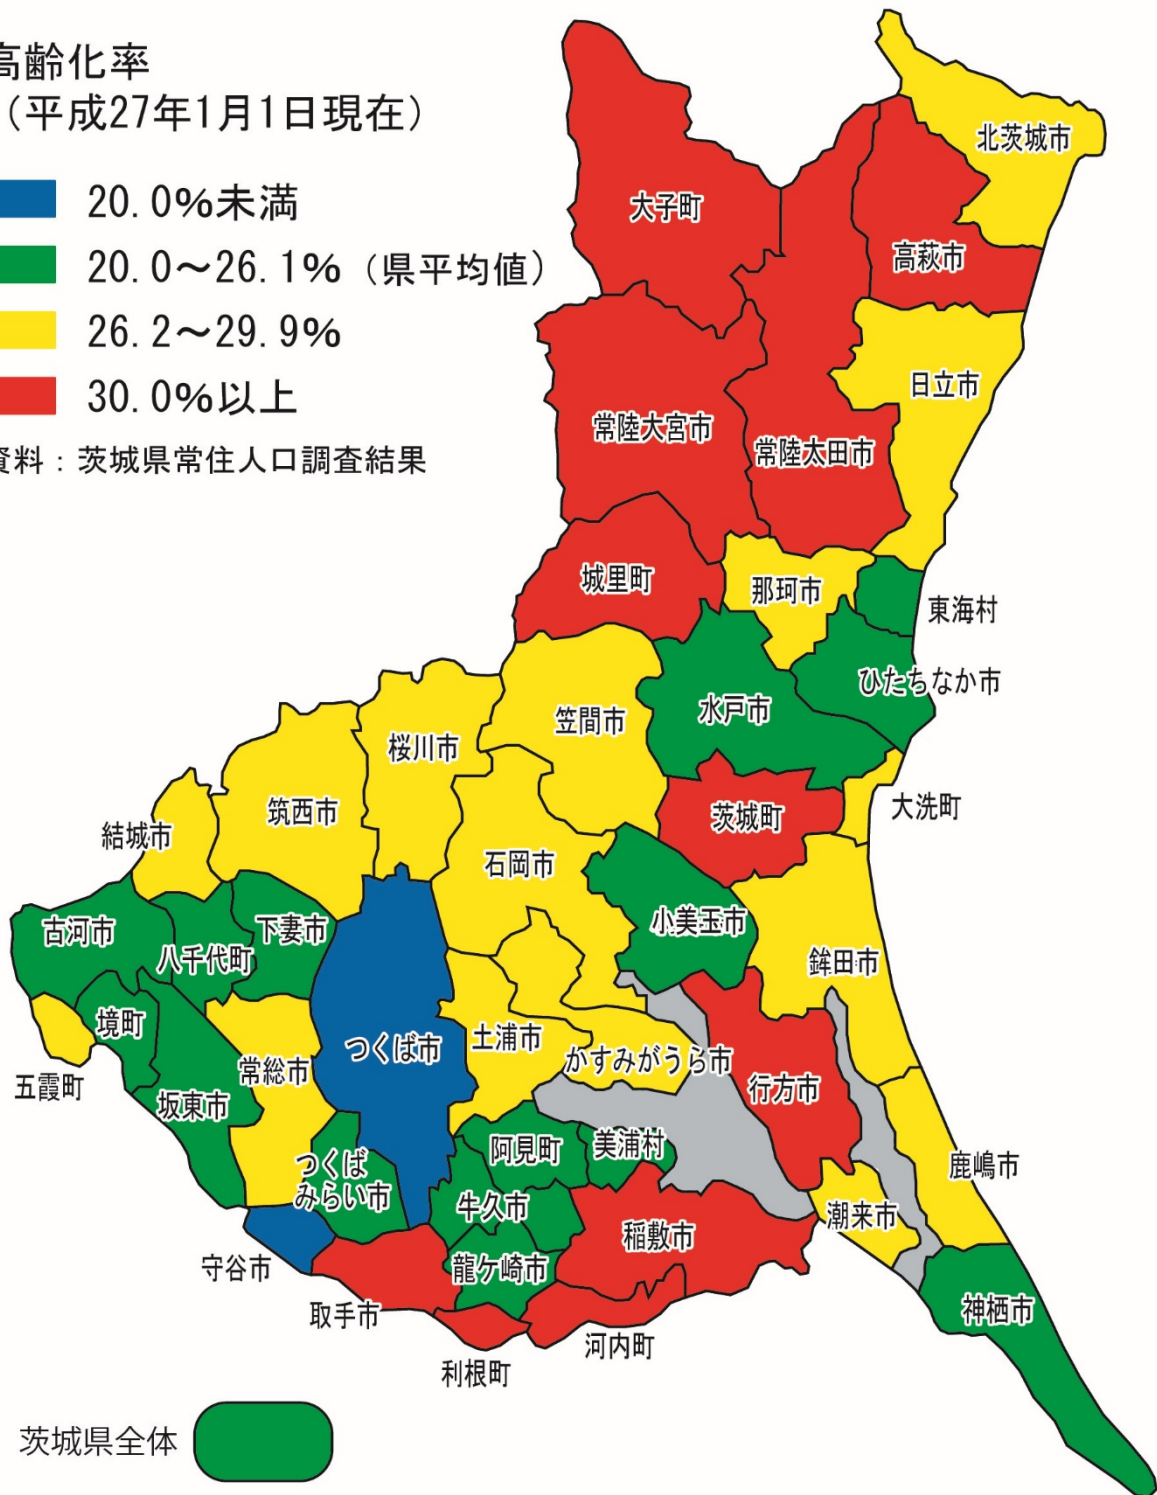 高齢化率
（平成27年1月1日現在）
20.0%未満
20.0～26.1%（県平均値）
26.2～29.9%
30.0%以上
資料：茨城県常住人口調査結果
北茨城市
大子町
高萩市
日立市
常陸大宮市
常陸太田市
城里町
那珂市
東海村
ひたちなか市
水戸市
笠間市
桜川市
筑西市
結城市
大洗町
茨城町
石岡市
小美玉市
古河市
八千代町
下妻市
鉾田市
境町
つくば市
土浦市
かすみがうら市
常総市
五霞町
坂東市
行方市
阿見町
美浦村
つくば
みらい市
鹿嶋市
牛久市
潮来市
稲敷市
守谷市
龍ケ崎市
取手市
神栖市
河内町
利根町
茨城県全体